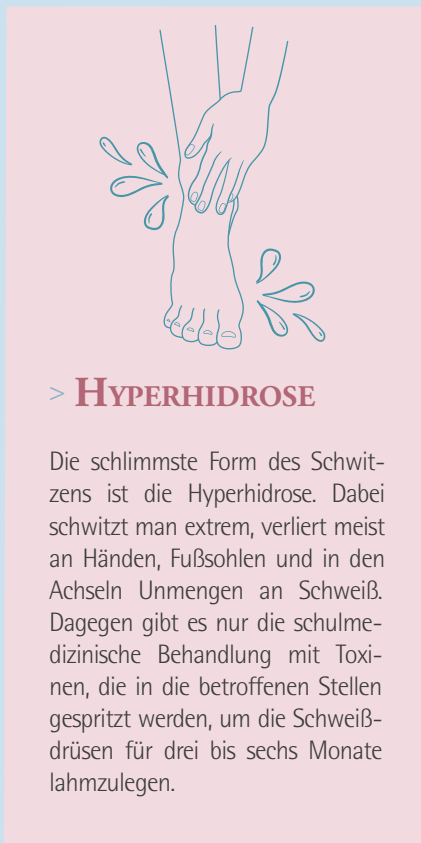 > HYPERHIDROSE
Die schlimmste Form des Schwit-
zens ist die Hyperhidrose. Dabei
schwitzt man extrem, verliert meist
an Händen, Fußsohlen und in den
Achseln Unmengen an Schweiß.
Dagegen gibt es nur die schulme-
dizinische Behandlung mit Toxi-
nen, die in die betroffenen Stellen
gespritzt werden, um die Schweiß-
drüsen für drei bis sechs Monate
lahmzulegen.